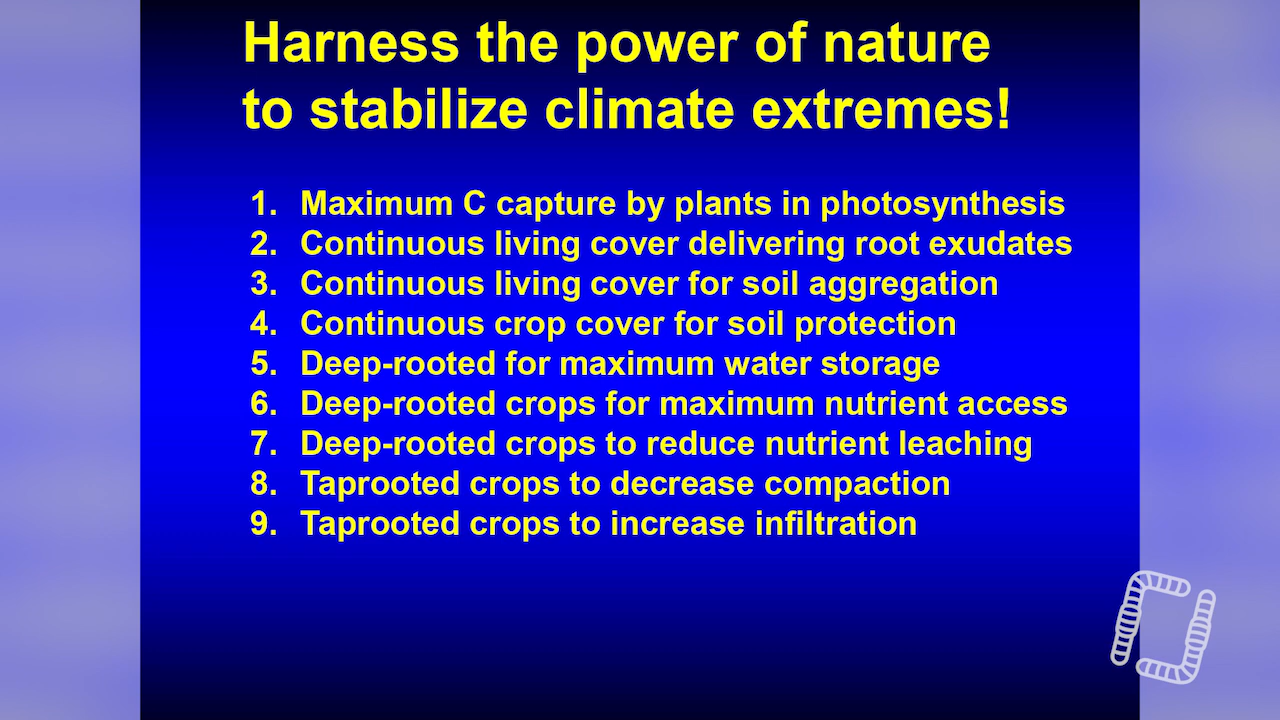 Harness the power of nature
to stabilize climate extremes!
1. Maximum C capture by plants in photosynthesis
2. Continuous living cover delivering root exudates
3. Continuous living cover for soil aggregation
4. Continuous crop cover for soil protection
5. Deep-rooted for maximum water storage
6. Deep-rooted crops for maximum nutrient access
7. Deep-rooted crops to reduce nutrient leaching
8. Taprooted crops to decrease compaction
9. Taprooted crops to increase infiltration